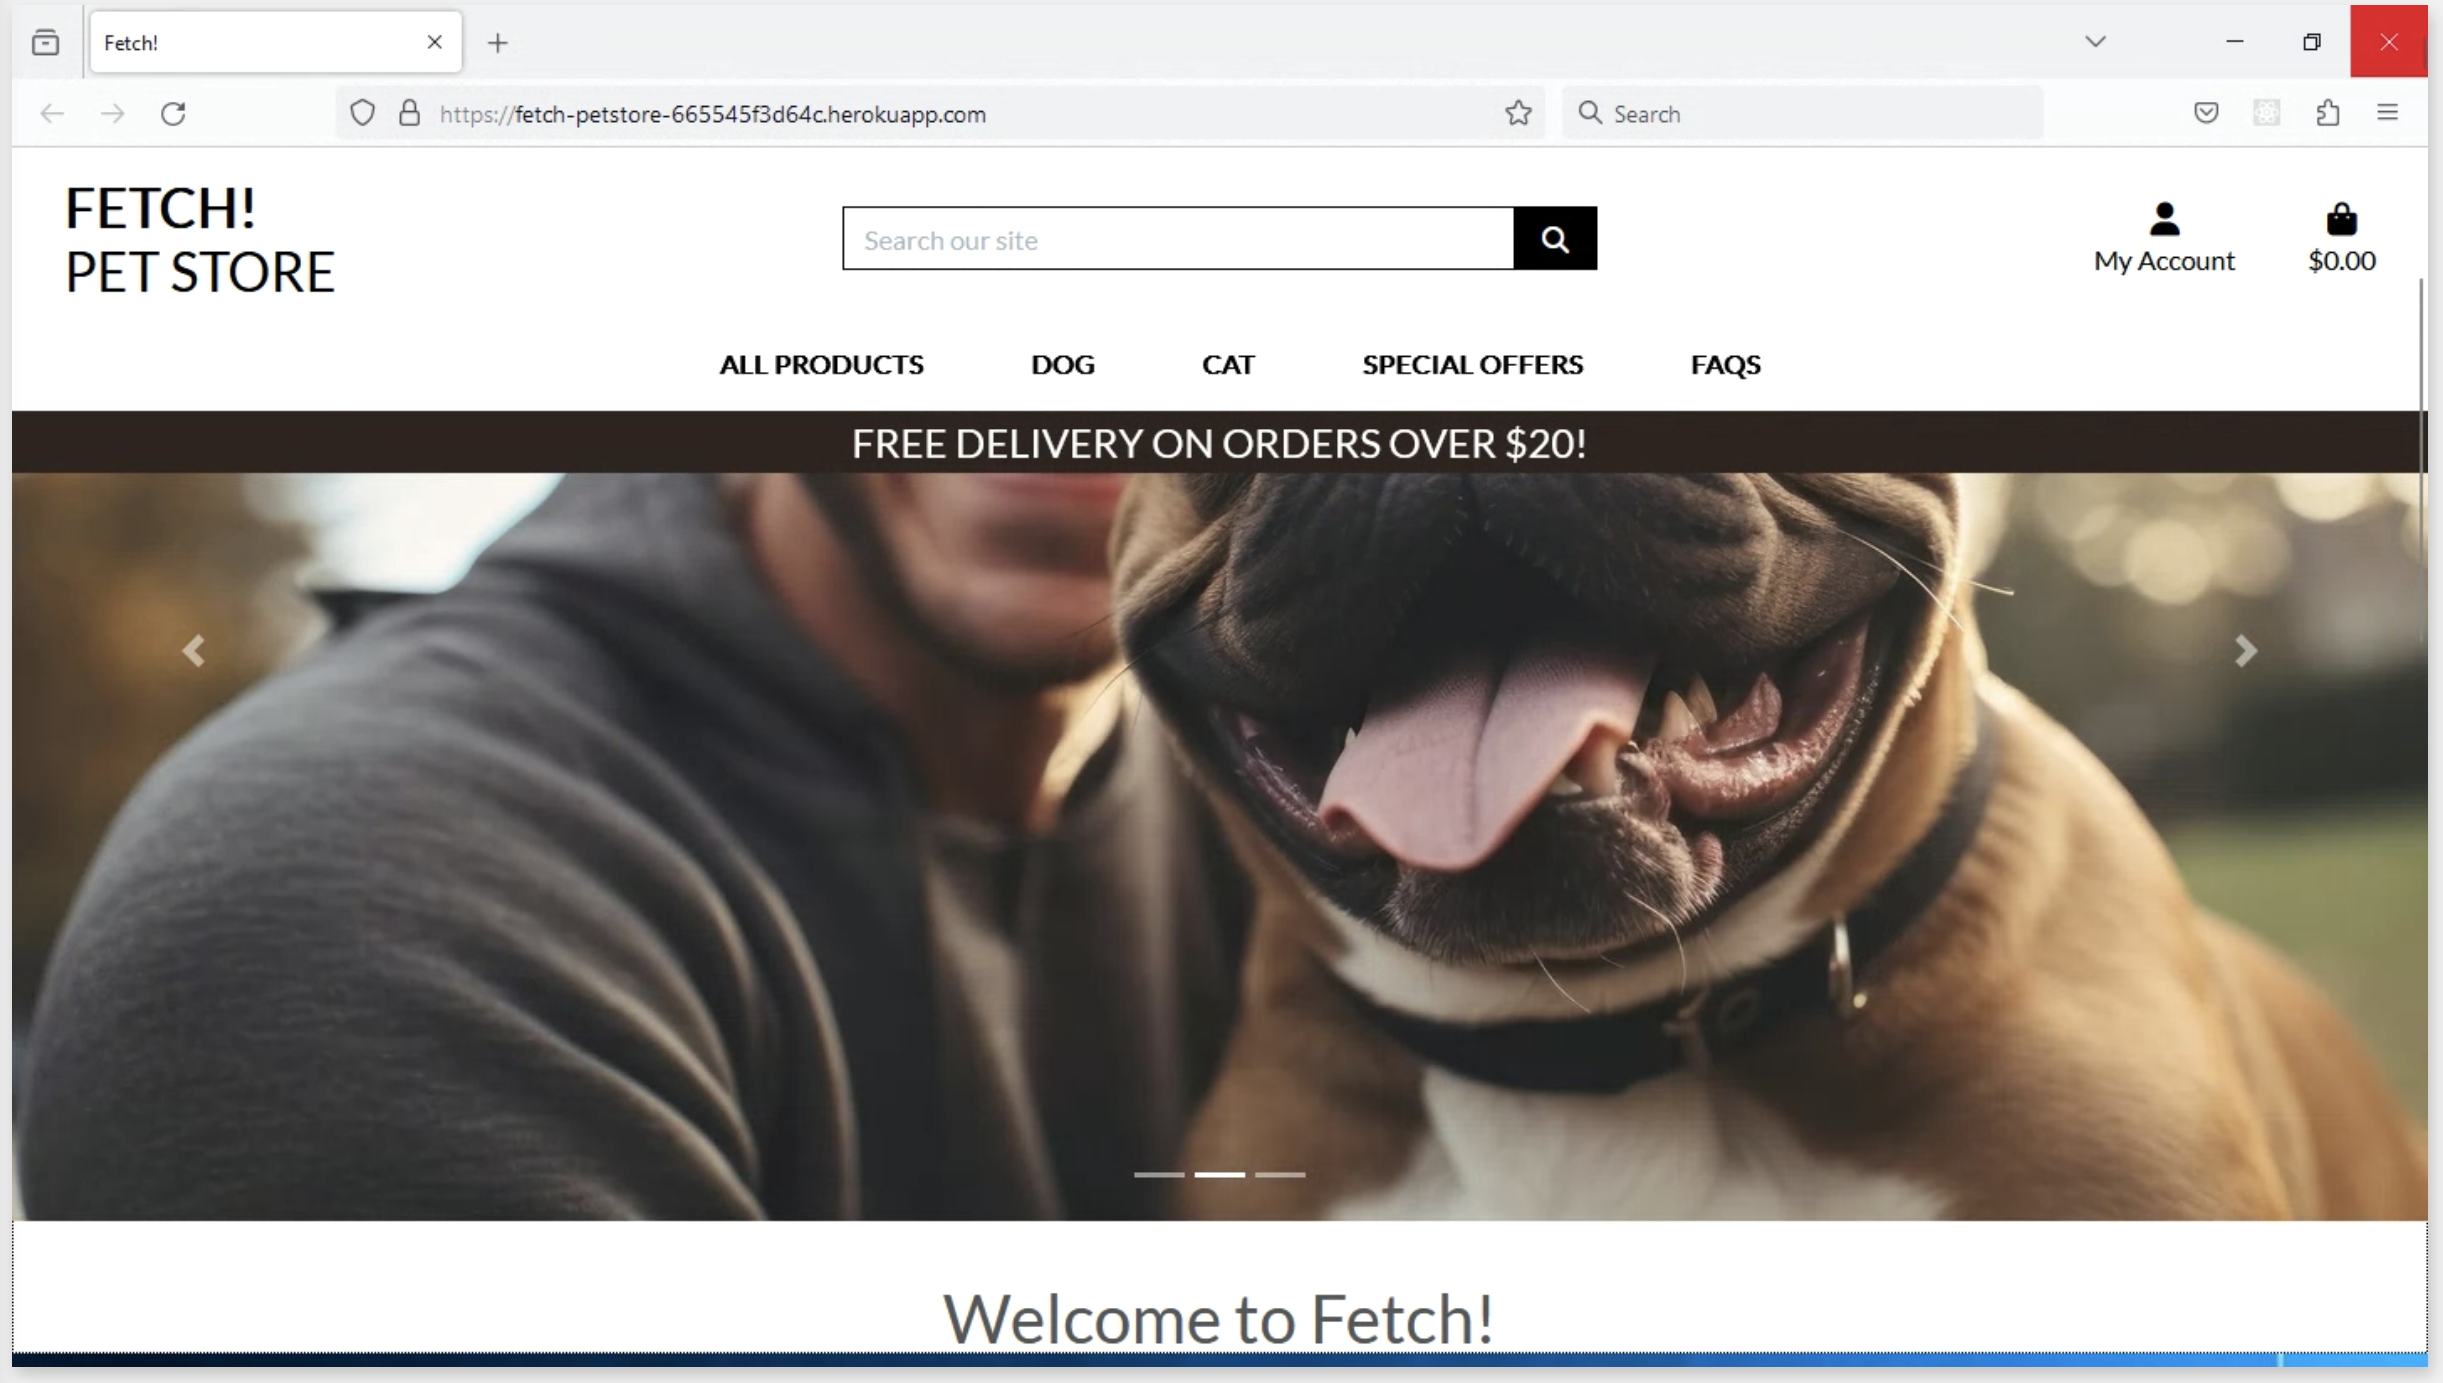 Fetch!
https://fetch-petstore-665545f3d64c.herokuapp.com
Search
FETCH!
PET STORE
Search our site
My Account
$0.00
ALL PRODUCTS
DOG
CAT
SPECIAL OFFERS
FAQS
FREE DELIVERY ON ORDERS OVER $20!
Welcome to Fetch!